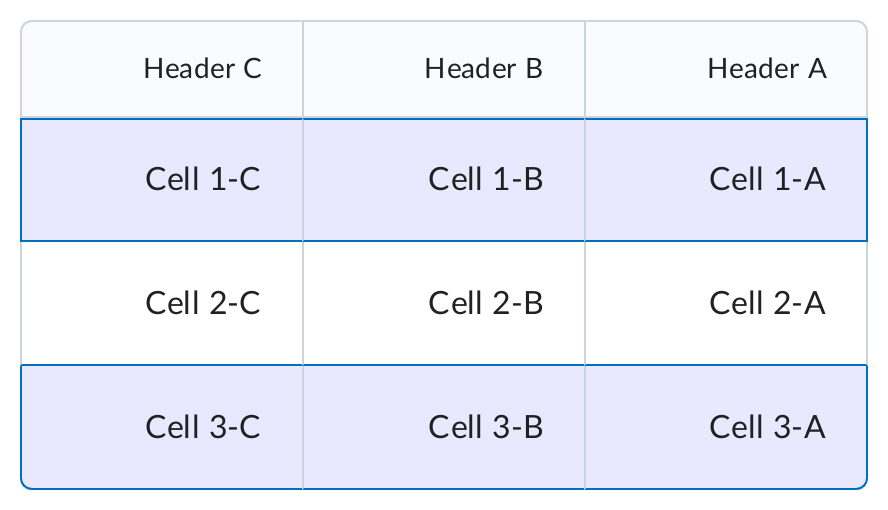 Header C Header B Header A
Cell 1-C Cell 1-B Cell 1-A
Cell 2-C Cell 2-B Cell 2-A
Cell 3-C Cell 3-B Cell 3-A